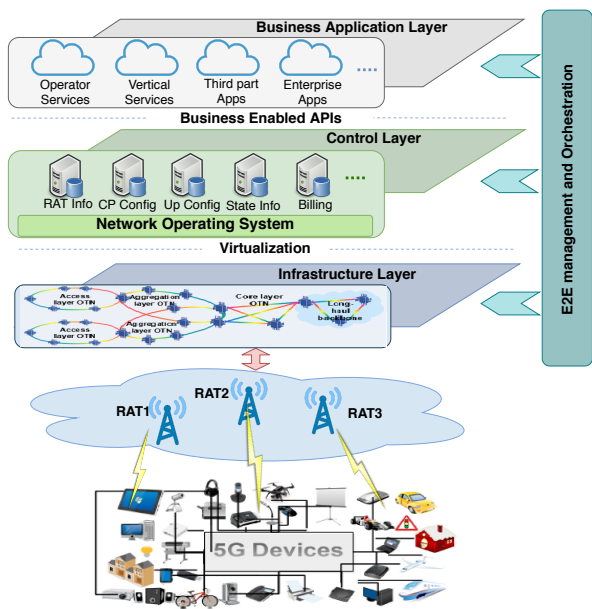 Business Application Layer
Operator
Services
Vertical
Services
Third part
Apps
Enterprise
Apps
Business Enabled APIs
Control Layer
RAT Info
CP Config
Up Config
State Info
Billing
Network Operating System
Virtualization
Infrastructure Layer
Access
layer OTN
Aggregation
layer OTN
Core layer
OTN
Long-
haul
backbone
Access
layer OTN
Aggregation
layer OTN
E2E management and Orchestration
RAT1
RAT2
RAT3
5G Devices